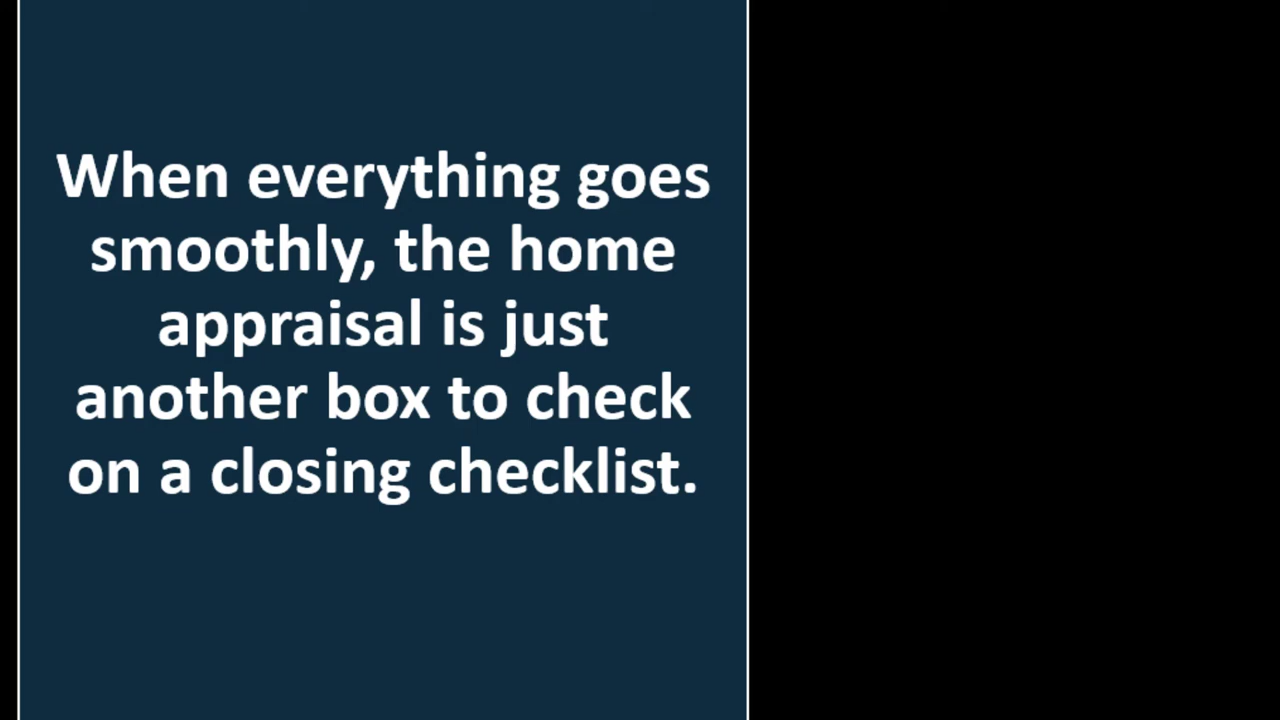 When everything goes
smoothly, the home
appraisal is just
another box to check
on a closing checklist.